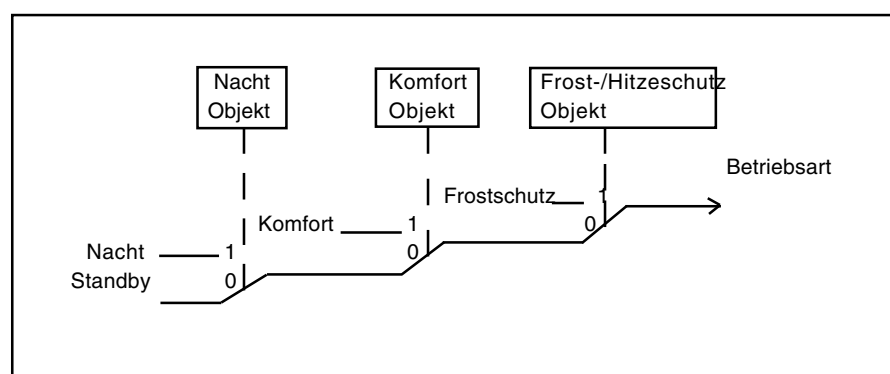 Nacht
Objekt
Komfort
Objekt
Frost-/Hitzeschutz
Objekt
Betriebsart
Frostschutz 1
0
Komfort 1
0
Nacht 1
Standby 0